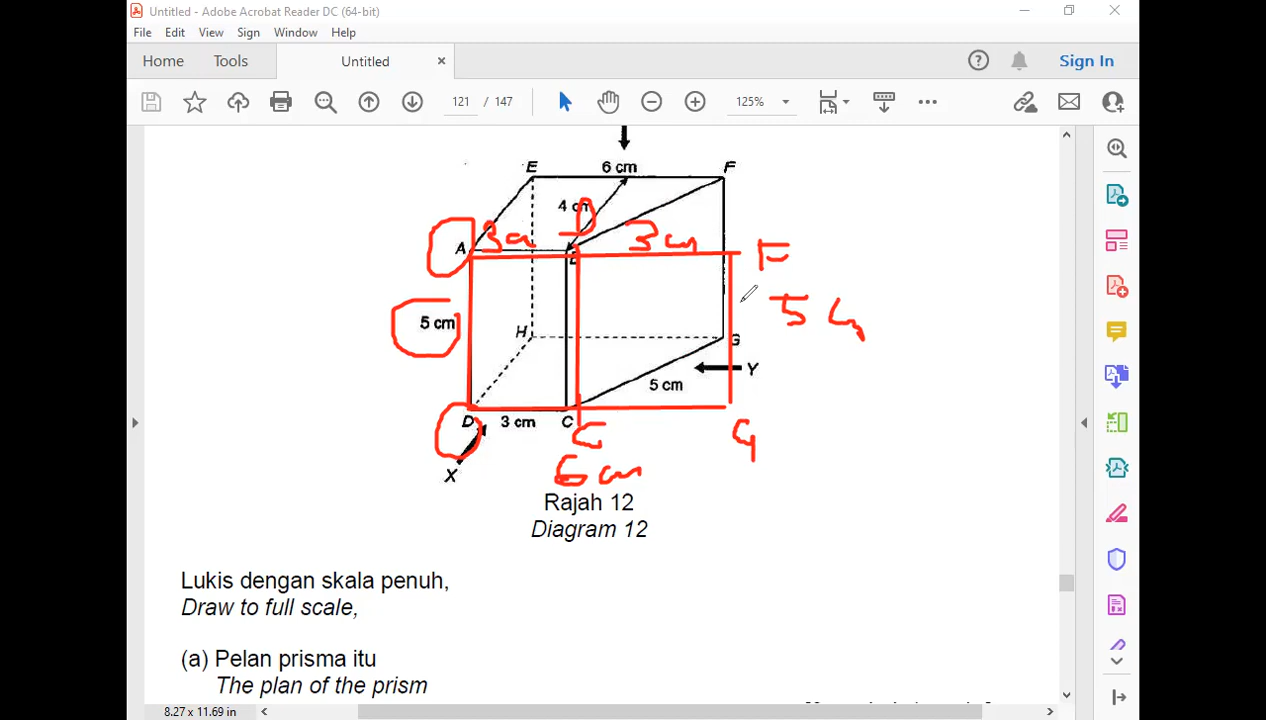 Untitled - Adobe Acrobat Reader DC (64-bit)
File Edit View Sign Window Help
Home Tools Untitled × Sign In
121 / 147 125%
E 6 cm F
4 cm
A 3 cm 3 cm F
5 cm 5 cm
H G
Y
5 cm
D 3 cm C C G
X 6 cm
Rajah 12
Diagram 12
Lukis dengan skala penuh,
Draw to full scale,
(a) Pelan prisma itu
The plan of the prism
8.27 x 11.69 in